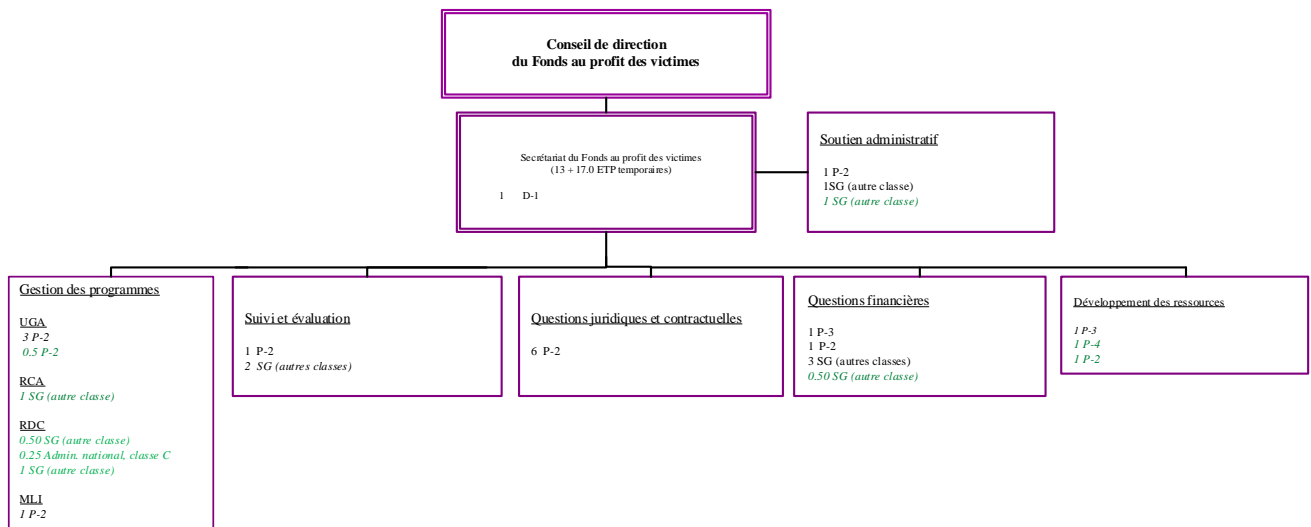 Conseil de direction
du Fonds au profit des victimes
Secrétariat du Fonds au profit des victimes
(13 + 17.0 ETP temporaires)
1 D-1
Soutien administratif
1 P-2
1SG (autre classe)
1 SG (autre classe)
Gestion des programmes
UGA
3 P-2
0.5 P-2
RCA
1 SG (autre classe)
RDC
0.50 SG (autre classe)
0.25 Admin. national, classe C
1 SG (autre classe)
MLI
1 P-2
Suivi et évaluation
1 P-2
2 SG (autres classes)
Questions juridiques et contractuelles
6 P-2
Questions financières
1 P-3
1 P-2
3 SG (autres classes)
0.50 SG (autre classe)
Développement des ressources
1 P-3
1 P-4
1 P-2